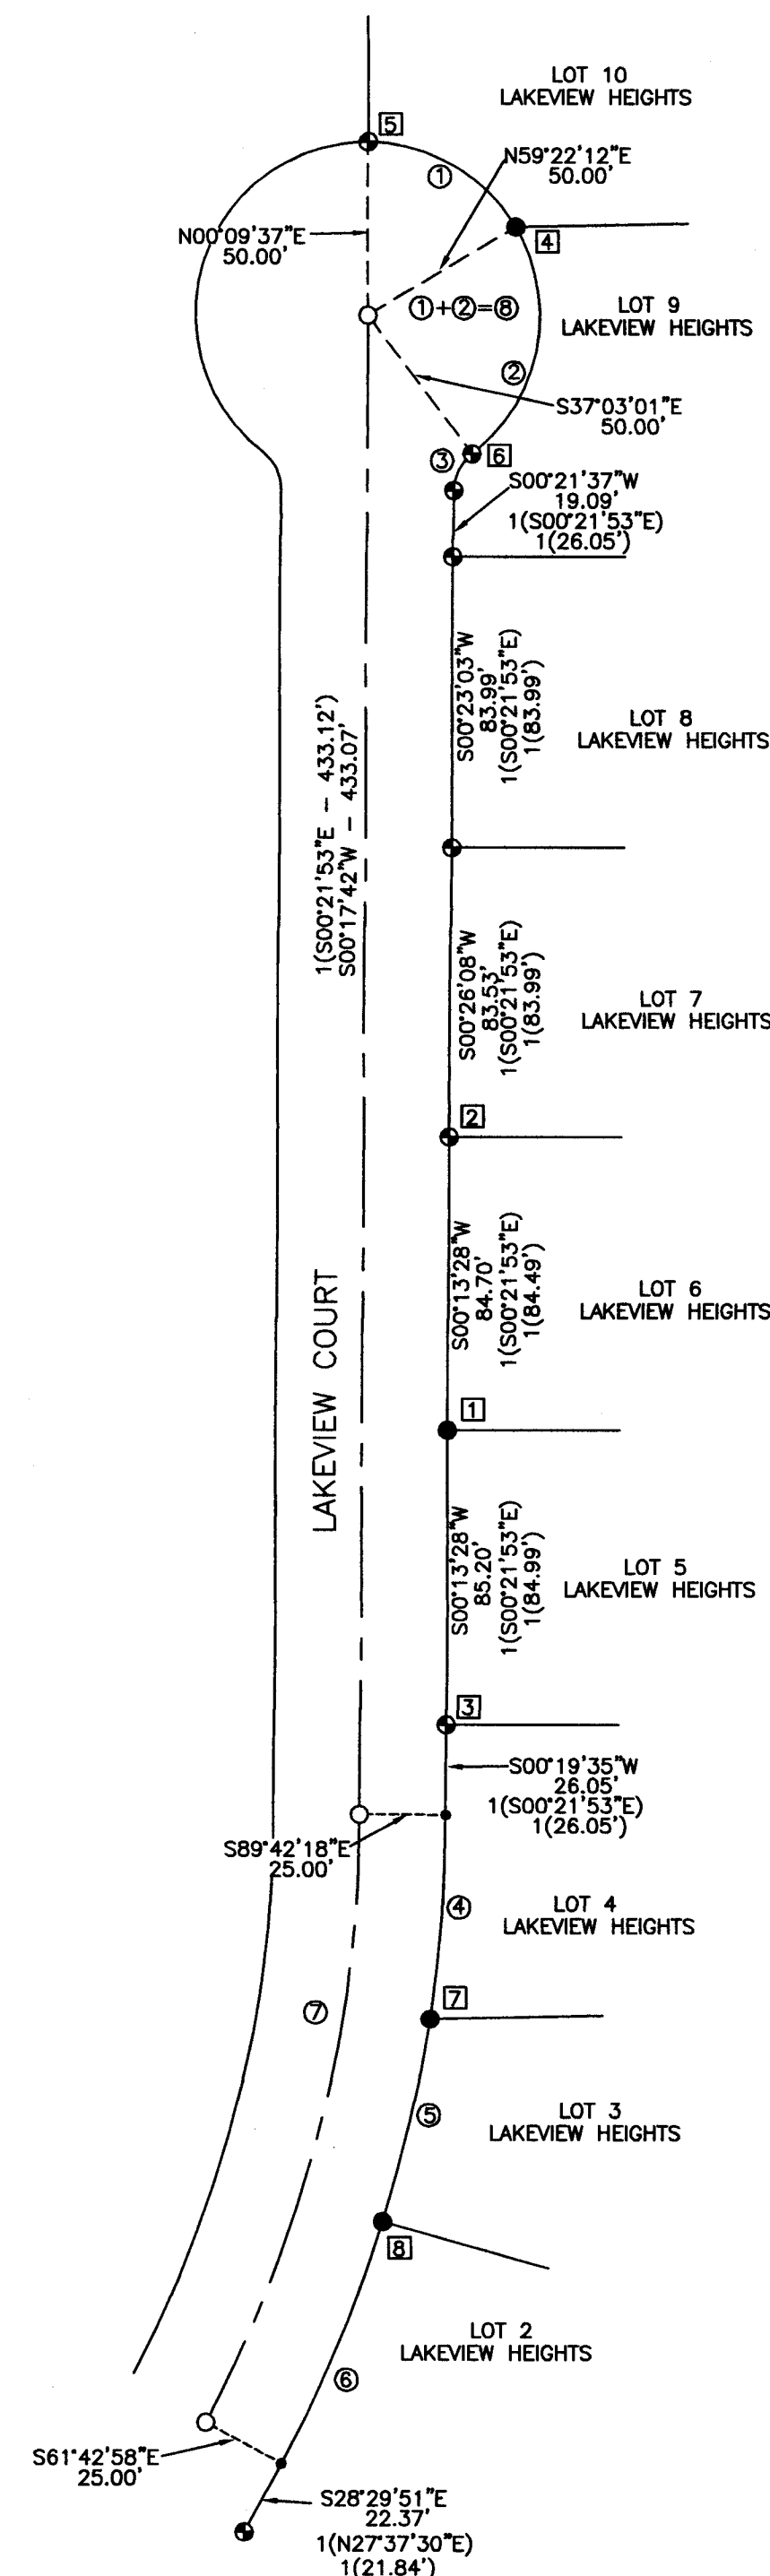 LOT 10
LAKEVIEW HEIGHTS
5
1
N59°22'12"E
50.00'
N00°09'37"E
50.00'
4
1+2=8
LOT 9
LAKEVIEW HEIGHTS
2
S37°03'01"E
50.00'
3
6
S00°21'37"W
19.09'
1(S00°21'53"E)
1(26.05')
S00°23'03"W
83.99'
1(S00°21'53"E)
1(83.99')
LOT 8
LAKEVIEW HEIGHTS
1(S00°21'53"E - 433.12')
S00°17'42"W - 433.07'
S00°26'08"W
83.53'
1(S00°21'53"E)
1(83.99')
LOT 7
LAKEVIEW HEIGHTS
2
S00°13'28"W
84.70'
1(S00°21'53"E)
1(84.49')
LOT 6
LAKEVIEW HEIGHTS
LAKEVIEW COURT
1
S00°13'28"W
85.20'
1(S00°21'53"E)
1(84.99')
LOT 5
LAKEVIEW HEIGHTS
3
S00°19'35"W
26.05'
1(S00°21'53"E)
1(26.05')
S89°42'18"E
25.00'
4
LOT 4
LAKEVIEW HEIGHTS
7
7
5
LOT 3
LAKEVIEW HEIGHTS
8
LOT 2
LAKEVIEW HEIGHTS
6
S61°42'58"E
25.00'
S28°29'51"E
22.37'
1(N27°37'30"E)
1(21.84')